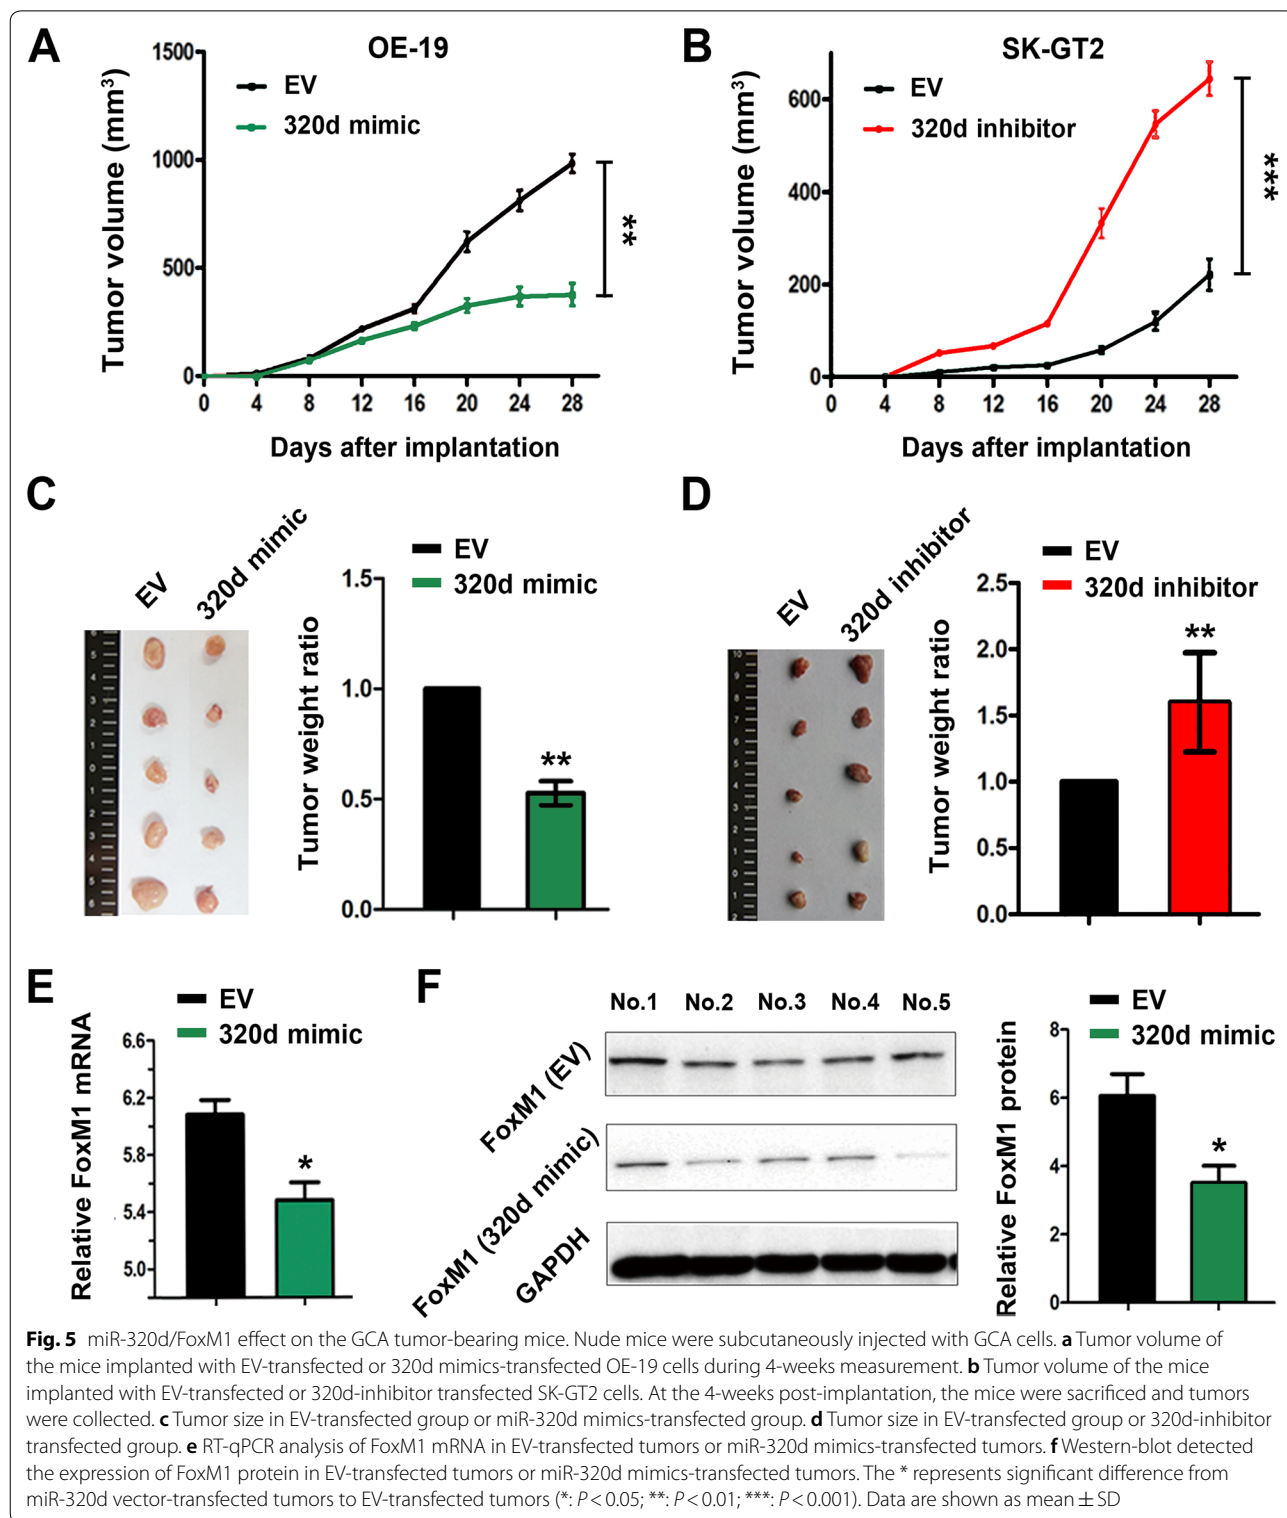 A
OE-19
EV
320d mimic
Tumor volume (mm³)
1500
1000
500
0
**
0 4 8 12 16 20 24 28
Days after implantation
B
SK-GT2
EV
320d inhibitor
Tumor volume (mm³)
600
400
200
0
***
0 4 8 12 16 20 24 28
Days after implantation
C
EV
320d mimic
EV
320d mimic
Tumor weight ratio
1.5
1.0
0.5
0.0
**
D
EV
320d inhibitor
EV
320d inhibitor
Tumor weight ratio
2.5
2.0
1.5
1.0
0.5
0.0
**
E
EV
320d mimic
Relative FoxM1 mRNA
6.6
6.2
5.8
5.4
5.0
*
F
No.1 No.2 No.3 No.4 No.5
FoxM1 (EV)
FoxM1 (320d mimic)
GAPDH
EV
320d mimic
Relative FoxM1 protein
8
6
4
2
0
*
Fig. 5 miR-320d/FoxM1 effect on the GCA tumor-bearing mice. Nude mice were subcutaneously injected with GCA cells. a Tumor volume of
the mice implanted with EV-transfected or 320d mimics-transfected OE-19 cells during 4-weeks measurement. b Tumor volume of the mice
implanted with EV-transfected or 320d-inhibitor transfected SK-GT2 cells. At the 4-weeks post-implantation, the mice were sacrificed and tumors
were collected. c Tumor size in EV-transfected group or miR-320d mimics-transfected group. d Tumor size in EV-transfected group or 320d-inhibitor
transfected group. e RT-qPCR analysis of FoxM1 mRNA in EV-transfected tumors or miR-320d mimics-transfected tumors. f Western-blot detected
the expression of FoxM1 protein in EV-transfected tumors or miR-320d mimics-transfected tumors. The * represents significant difference from
miR-320d vector-transfected tumors to EV-transfected tumors (*: P < 0.05; **: P < 0.01; ***: P < 0.001). Data are shown as mean ± SD